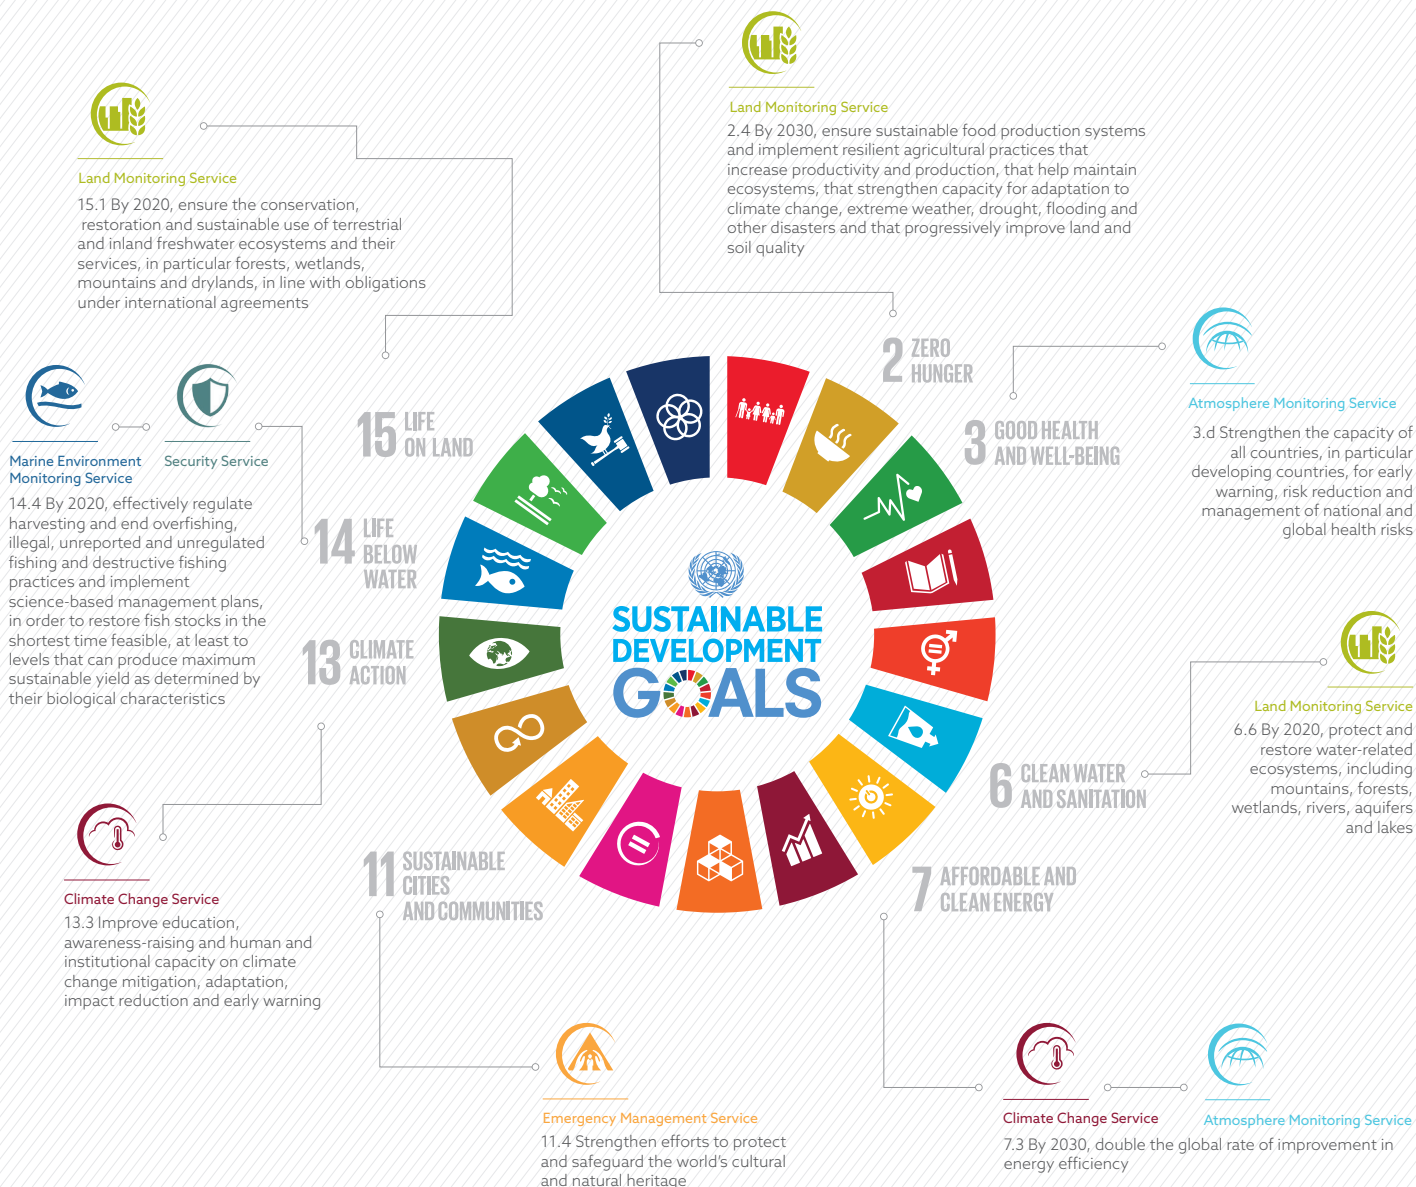 Land Monitoring Service
2.4 By 2030, ensure sustainable food production systems
and implement resilient agricultural practices that
increase productivity and production, that help maintain
ecosystems, that strengthen capacity for adaptation to
climate change, extreme weather, drought, flooding and
other disasters and that progressively improve land and
soil quality
Land Monitoring Service
15.1 By 2020, ensure the conservation,
restoration and sustainable use of terrestrial
and inland freshwater ecosystems and their
services, in particular forests, wetlands,
mountains and drylands, in line with obligations
under international agreements
2 ZERO
HUNGER
Atmosphere Monitoring Service
3.d Strengthen the capacity of
all countries, in particular
developing countries, for early
warning, risk reduction and
management of national and
global health risks
15 LIFE
ON LAND
3 GOOD HEALTH
AND WELL-BEING
Marine Environment
Monitoring Service
Security Service
14.4 By 2020, effectively regulate
harvesting and end overfishing,
illegal, unreported and unregulated
fishing and destructive fishing
practices and implement
science-based management plans,
in order to restore fish stocks in the
shortest time feasible, at least to
levels that can produce maximum
sustainable yield as determined by
their biological characteristics
14 LIFE
BELOW
WATER
SUSTAINABLE
DEVELOPMENT
GOALS
13 CLIMATE
ACTION
Land Monitoring Service
6.6 By 2020, protect and
restore water-related
ecosystems, including
mountains, forests,
wetlands, rivers, aquifers
and lakes
6 CLEAN WATER
AND SANITATION
Climate Change Service
13.3 Improve education,
awareness-raising and human and
institutional capacity on climate
change mitigation, adaptation,
impact reduction and early warning
11 SUSTAINABLE
CITIES
AND COMMUNITIES
7 AFFORDABLE AND
CLEAN ENERGY
Emergency Management Service
11.4 Strengthen efforts to protect
and safeguard the world's cultural
and natural heritage
Climate Change Service
Atmosphere Monitoring Service
7.3 By 2030, double the global rate of improvement in
energy efficiency